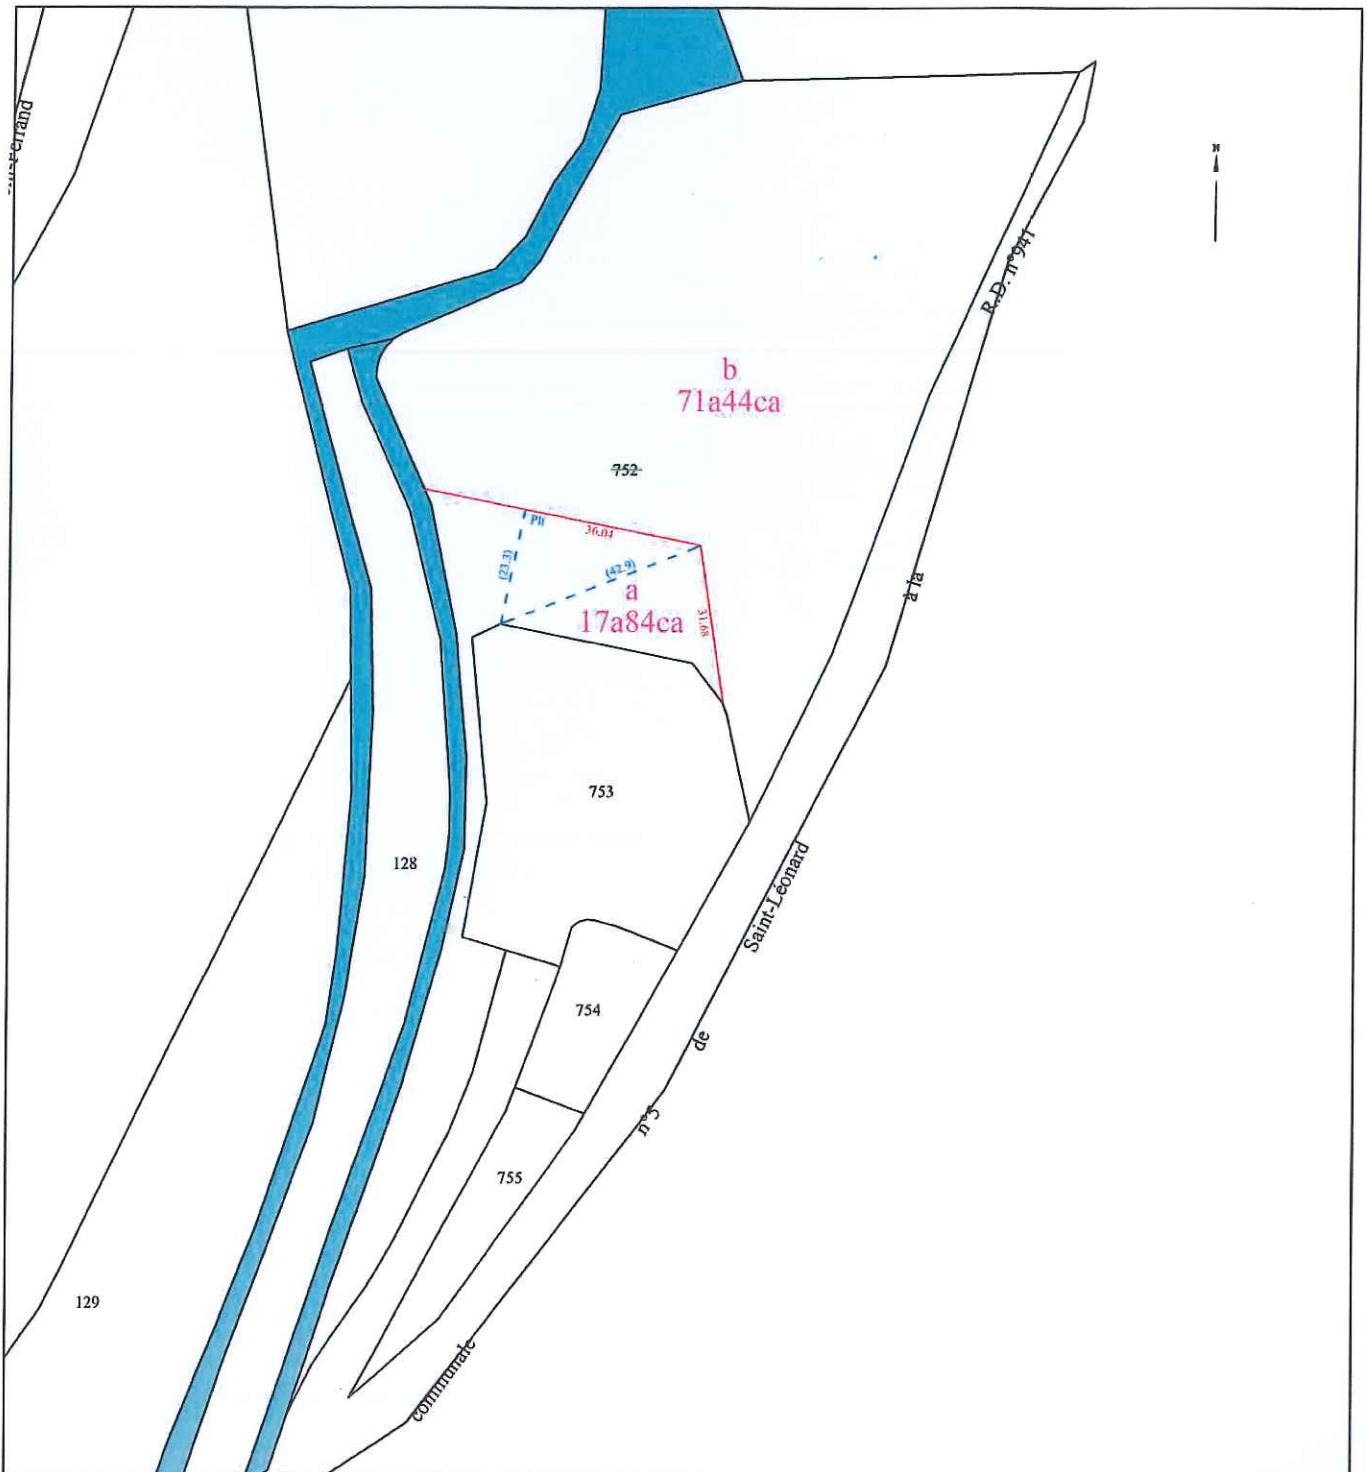 N
R.D. n°941
b
71a44ca
752
Pli
36.04
(23.3)
(42.9)
a
17a84ca
31.68
à la
753
128
Saint-Léonard
754
de
n°5
755
129
communale